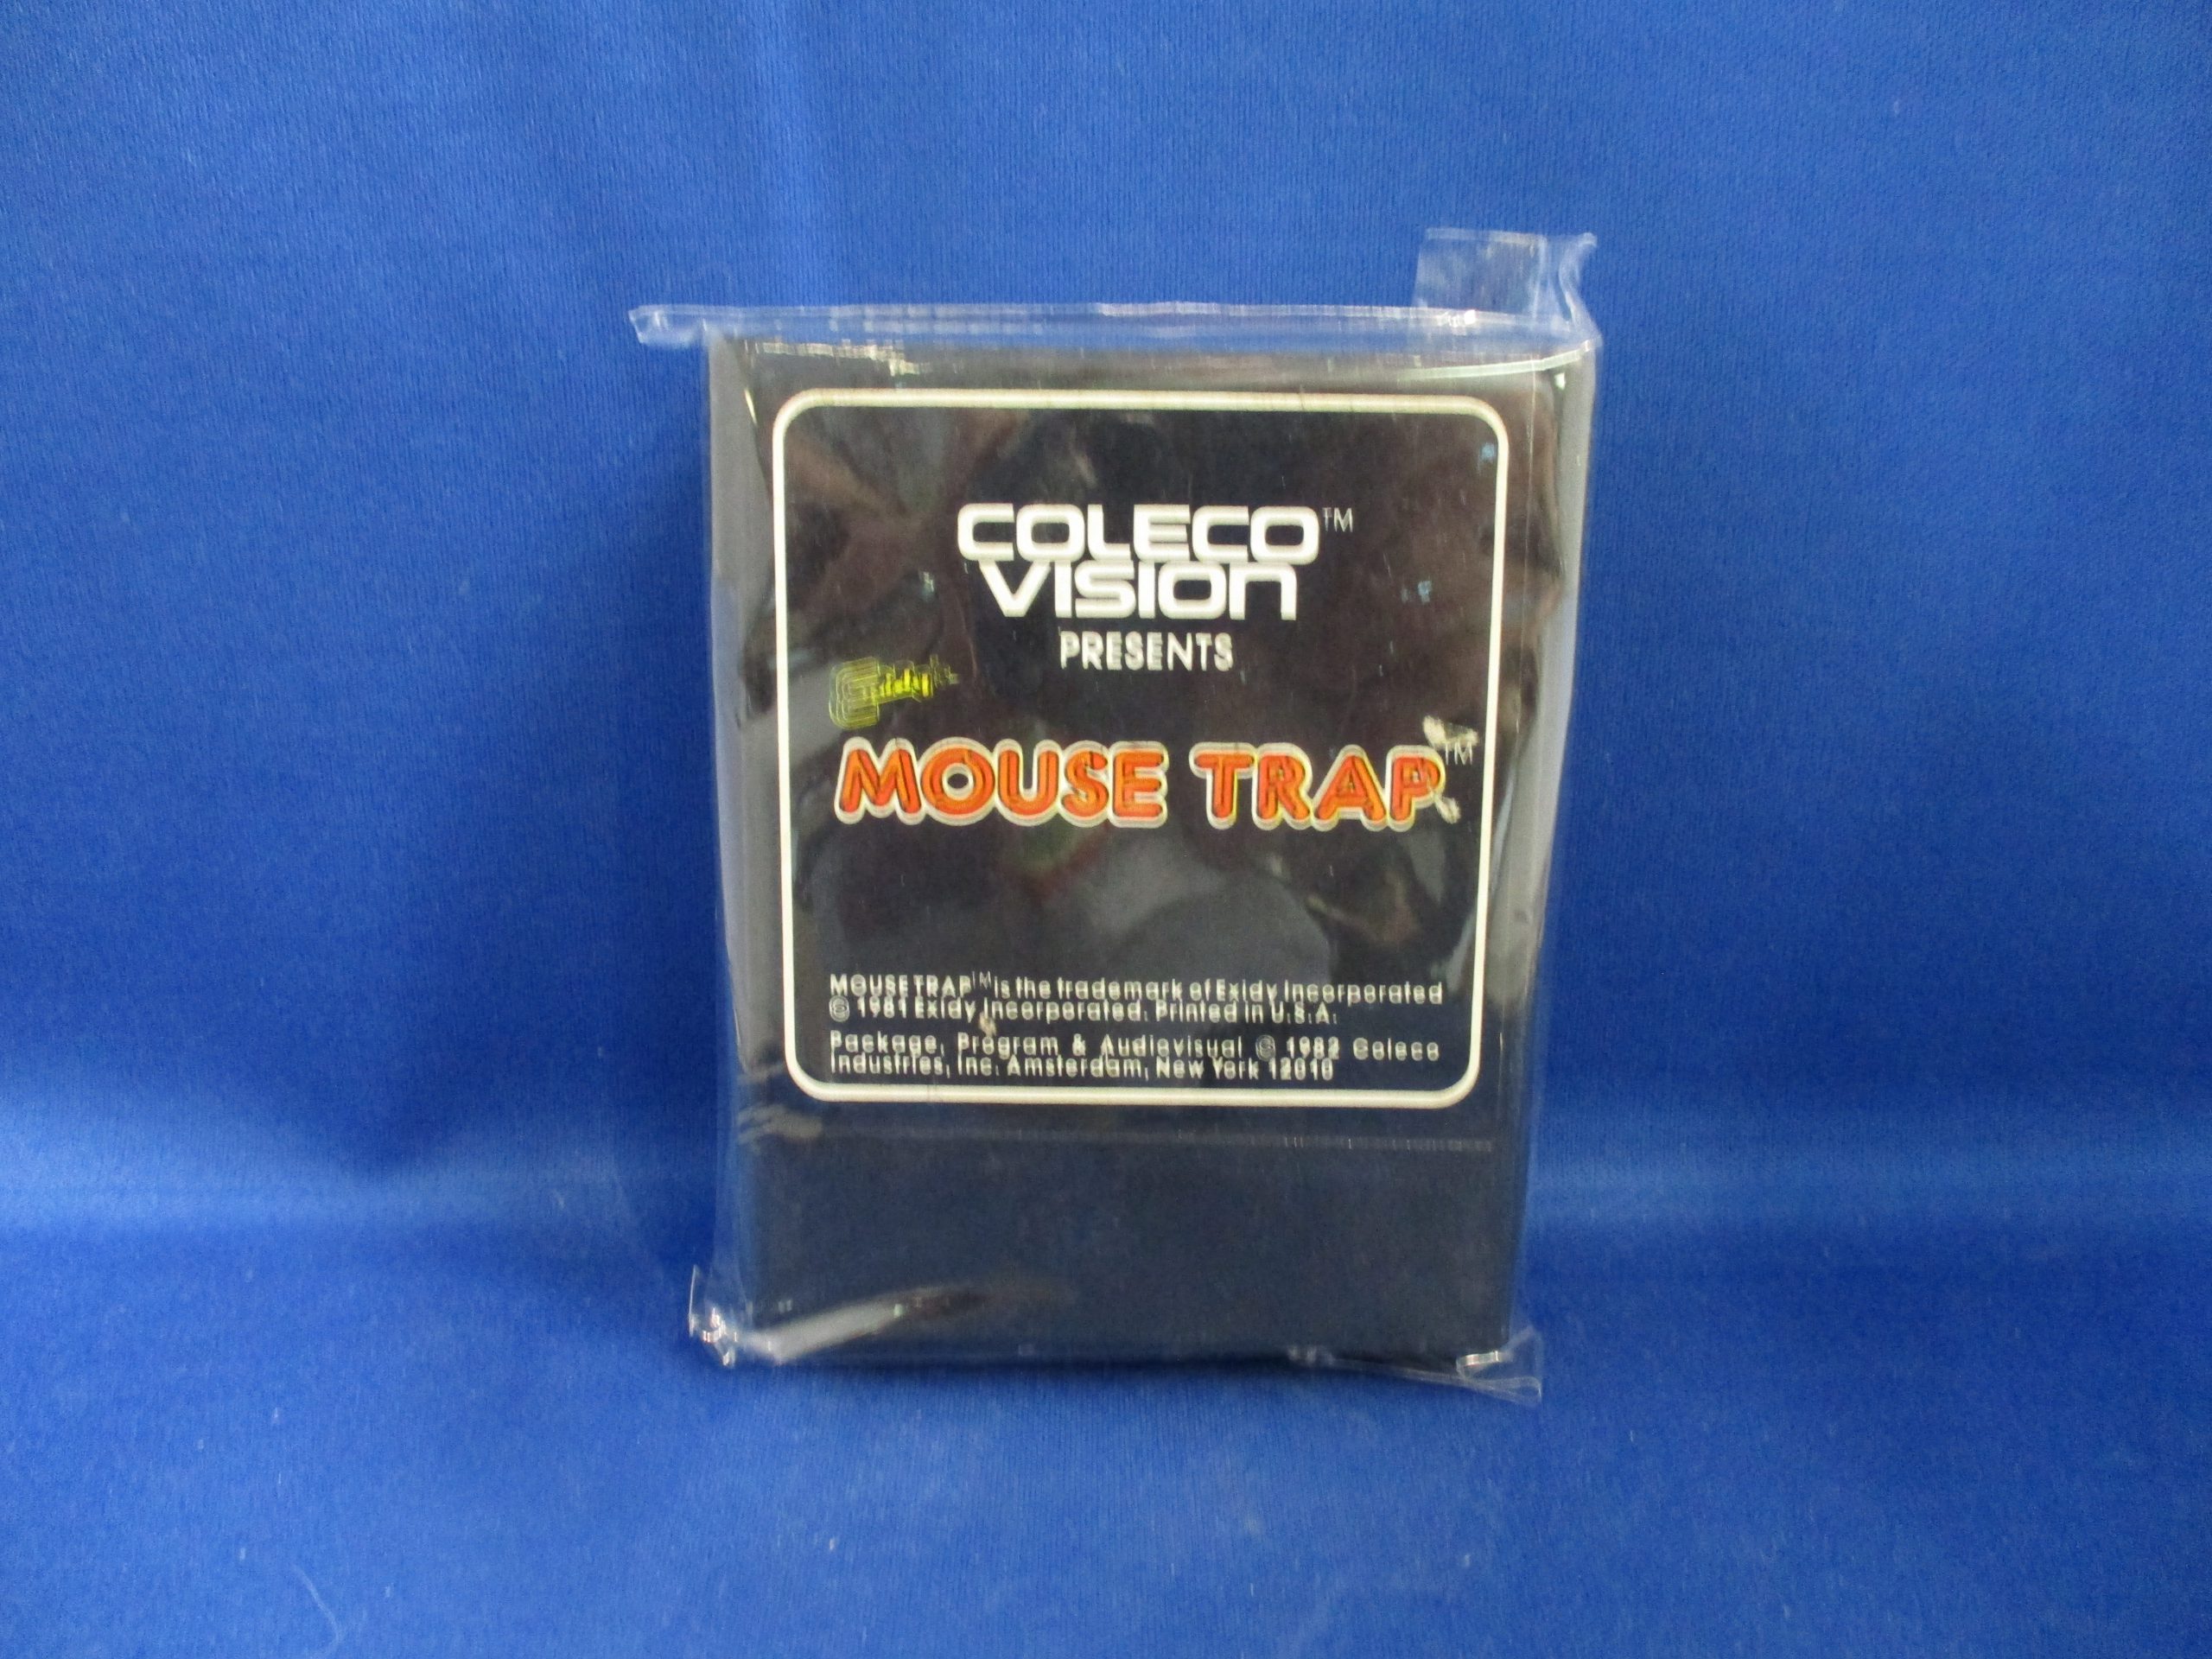 COLECO™
VISION
PRESENTS
Exidy
MOUSE TRAP™
MOUSE TRAP™ is the trademark of Exidy Incorporated
© 1981 Exidy Incorporated. Printed in U.S.A.
Package, Program & Audiovisual © 1982 Coleco
Industries, Inc. Amsterdam, New York 12010